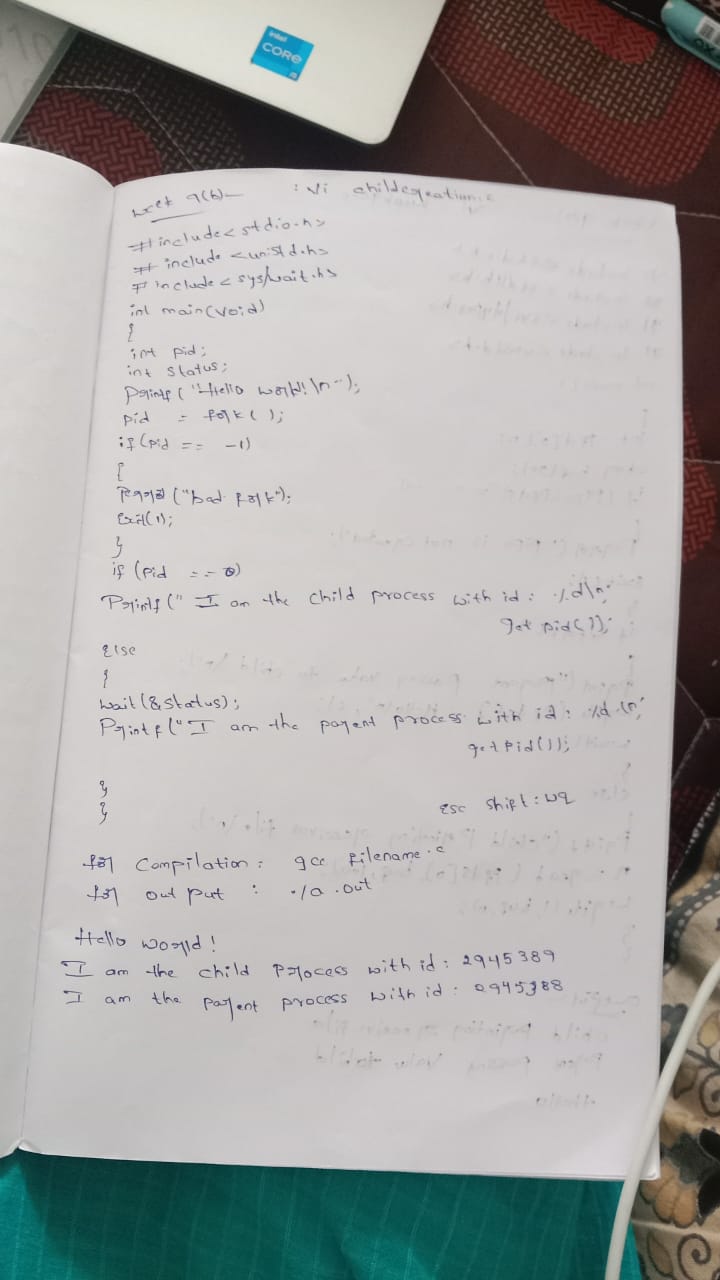 intel
CORE
i5
week 9(b)
: Vi childcreation.c
#include<stdio.h>
# include <unistd.h>
# include < sys/wait.h>
int main(void)
{
int pid;
int status;
Printf ("Hello world! \n");
pid = fork( );
if (pid == -1)
{
("bad fork");
exit(1);
}
if (pid == 0)
Printf (" I am the child process with id : %d\n",
getpid());
else
{
wait (&status);
Printf ("I am the parent process with id : %d \n",
getpid());
}
}
esc shift : wq
for Compilation : gcc filename.c
for out put : ./a.out
Hello world!
I am the child Process with id : 2945389
I am the parent process with id : 2945388